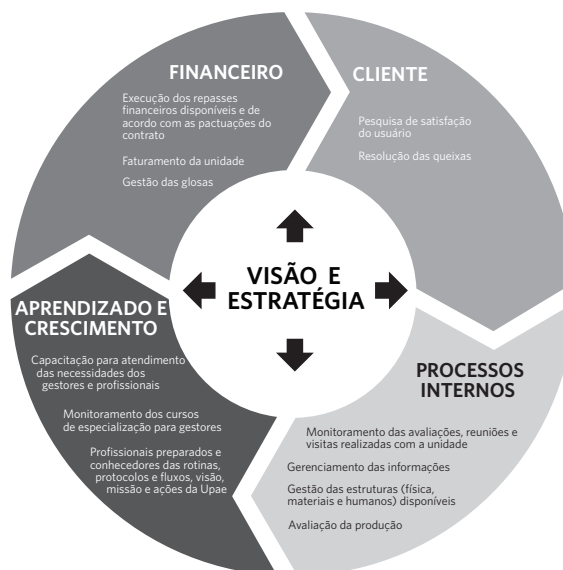 FINANCEIRO
Execução dos repasses
financeiros disponíveis e de
acordo com as pactuações do
contrato
Faturamento da unidade
Gestão das glosas
CLIENTE
Pesquisa de satisfação
do usuário
Resolução das queixas
VISÃO E
ESTRATÉGIA
APRENDIZADO E
CRESCIMENTO
Capacitação para atendimento
das necessidades dos
gestores e profissionais
Monitoramento dos cursos
de especialização para gestores
Profissionais preparados e
conhecedores das rotinas,
protocolos e fluxos, visão,
missão e ações da Upae
PROCESSOS
INTERNOS
Monitoramento das avaliações, reuniões e
visitas realizadas com a unidade
Gerenciamento das informações
Gestão das estruturas (física,
materiais e humanos) disponíveis
Avaliação da produção